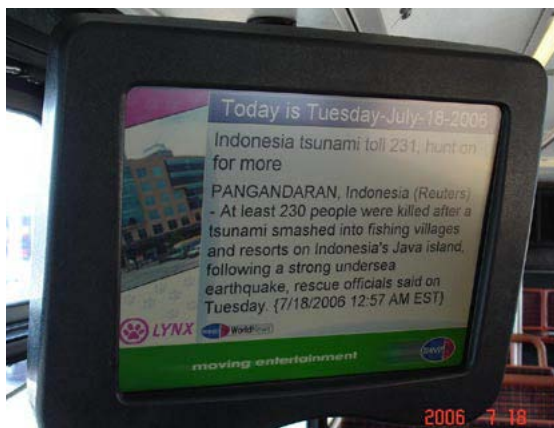 Today is Tuesday-July-18-2006
Indonesia tsunami toll 231, hunt on
for more
PANGANDARAN, Indonesia (Reuters)
- At least 230 people were killed after a
tsunami smashed into fishing villages
and resorts on Indonesia's Java island,
following a strong undersea
earthquake, rescue officials said on
Tuesday. {7/18/2006 12:57 AM EST}
LYNX
WorldNews
moving entertainment
2006 7 18